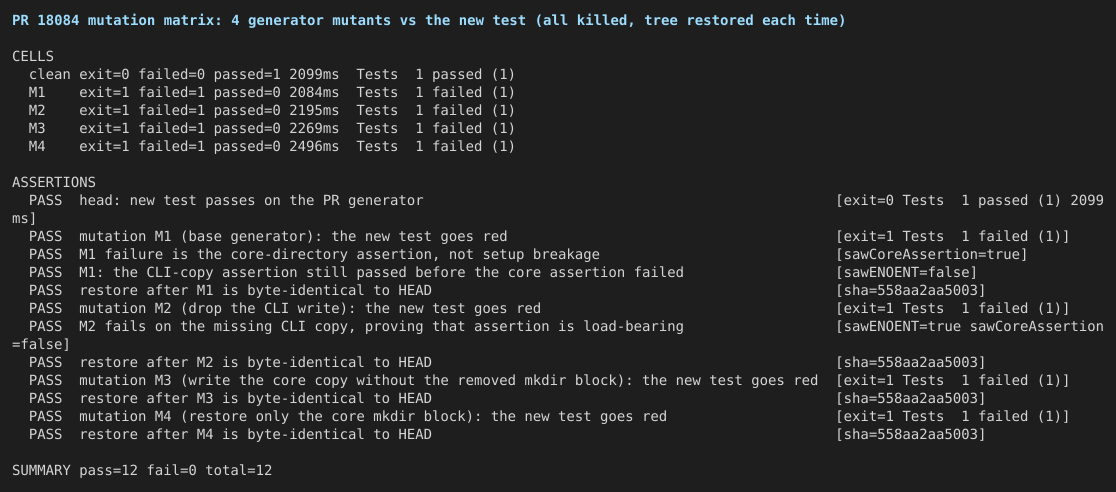 PR 18084 mutation matrix: 4 generator mutants vs the new test (all killed, tree restored each time)
CELLS
clean exit=0 failed=0 passed=1 2099ms  Tests  1 passed (1)
M1    exit=1 failed=1 passed=0 2084ms  Tests  1 failed (1)
M2    exit=1 failed=1 passed=0 2195ms  Tests  1 failed (1)
M3    exit=1 failed=1 passed=0 2269ms  Tests  1 failed (1)
M4    exit=1 failed=1 passed=0 2496ms  Tests  1 failed (1)
ASSERTIONS
PASS  head: new test passes on the PR generator [exit=0 Tests  1 passed (1) 2099
ms]
PASS  mutation M1 (base generator): the new test goes red [exit=1 Tests  1 failed (1)]
PASS  M1 failure is the core-directory assertion, not setup breakage [sawCoreAssertion=true]
PASS  M1: the CLI-copy assertion still passed before the core assertion failed [sawENOENT=false]
PASS  restore after M1 is byte-identical to HEAD [sha=558aa2aa5003]
PASS  mutation M2 (drop the CLI write): the new test goes red [exit=1 Tests  1 failed (1)]
PASS  M2 fails on the missing CLI copy, proving that assertion is load-bearing [sawENOENT=true sawCoreAssertion
=false]
PASS  restore after M2 is byte-identical to HEAD [sha=558aa2aa5003]
PASS  mutation M3 (write the core copy without the removed mkdir block): the new test goes red [exit=1 Tests  1 failed (1)]
PASS  restore after M3 is byte-identical to HEAD [sha=558aa2aa5003]
PASS  mutation M4 (restore only the core mkdir block): the new test goes red [exit=1 Tests  1 failed (1)]
PASS  restore after M4 is byte-identical to HEAD [sha=558aa2aa5003]
SUMMARY pass=12 fail=0 total=12